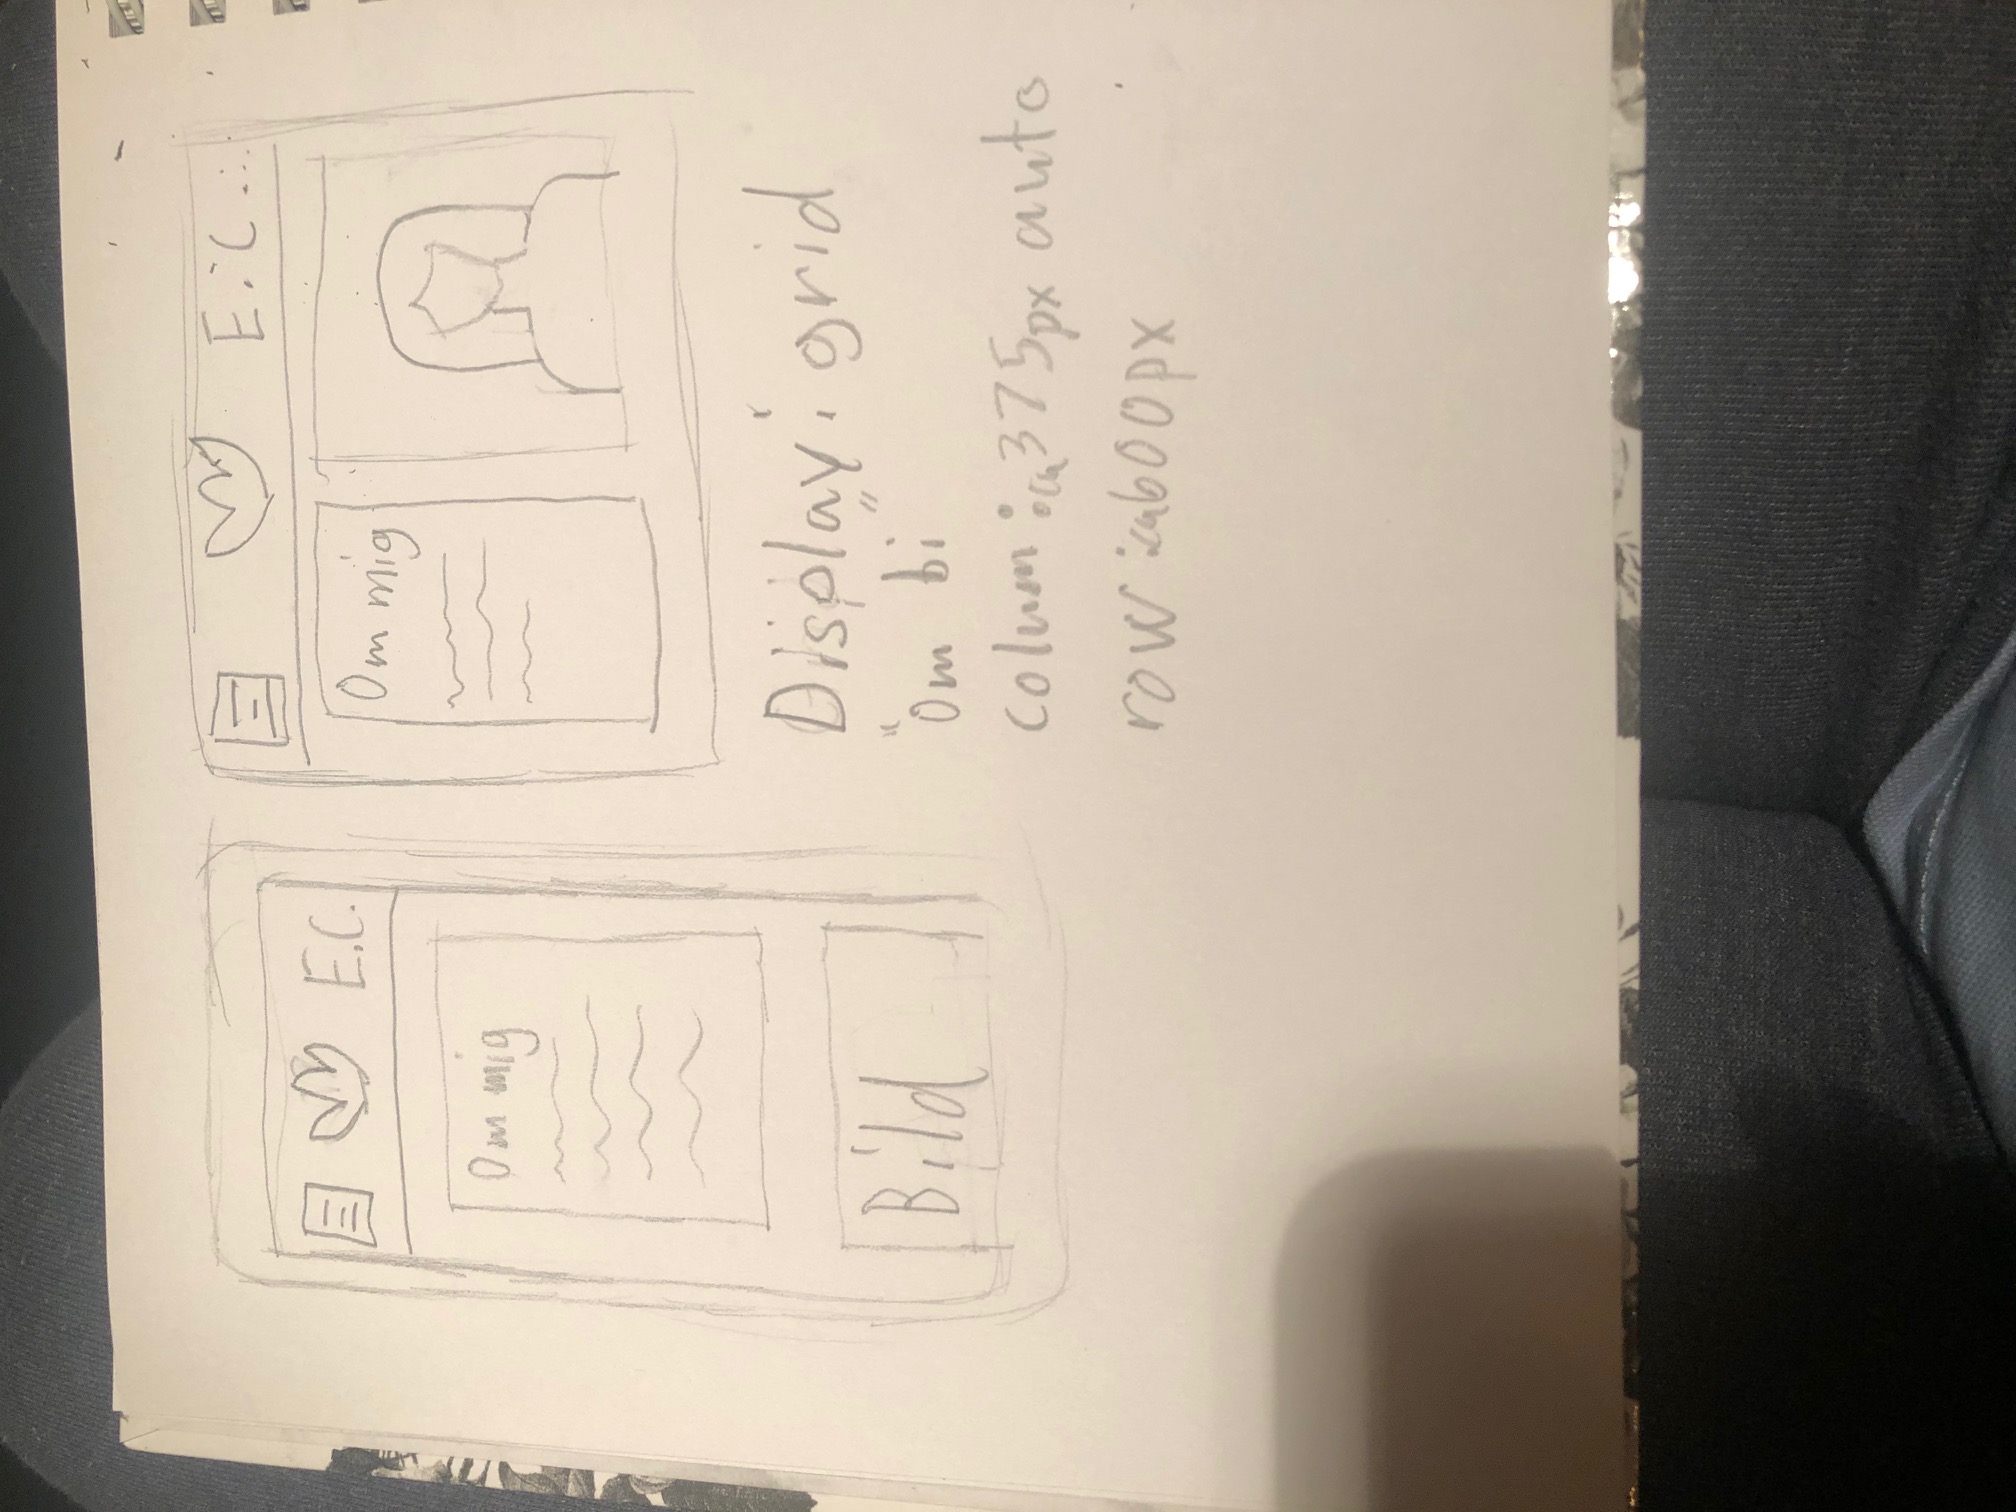 E.C.
Om mig
Bild
E.C...
Om mig
Display: grid
"Om bi"
colum: ca 375px auto
row: ca 600px